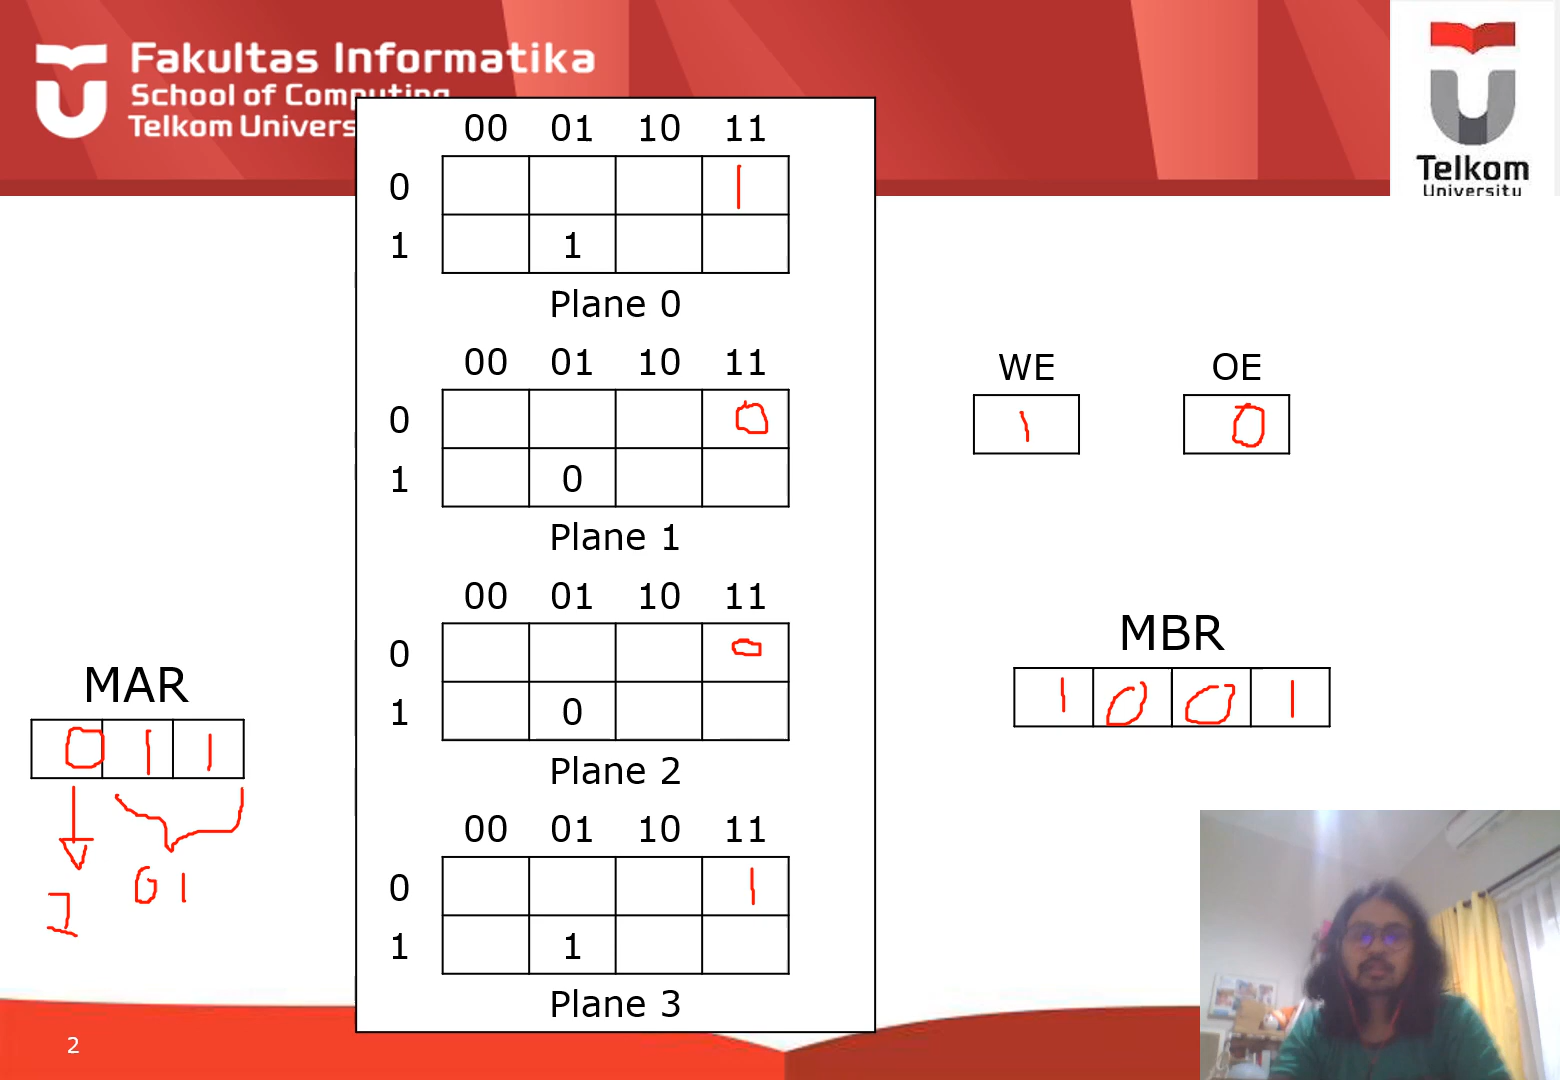 Fakultas Informatika
School of Computing
Telkom Univers
Telkom
Universitu
00 01 10 11
0 1
1 1
Plane 0
00 01 10 11
0 0
1 0
Plane 1
00 01 10 11
0 0
1 0
Plane 2
00 01 10 11
0 1
1 1
Plane 3
MAR
0 1 1
0 1
WE
1
OE
0
MBR
1 0 0 1
2